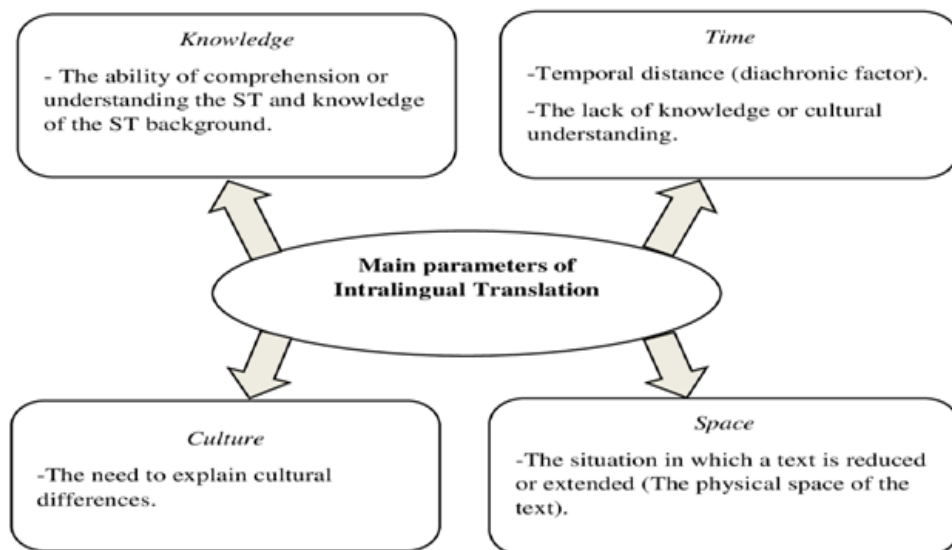 Knowledge
- The ability of comprehension or
understanding the ST and knowledge
of the ST background.
Time
-Temporal distance (diachronic factor).
-The lack of knowledge or cultural
understanding.
Main parameters of
Intralingual Translation
Culture
-The need to explain cultural
differences.
Space
-The situation in which a text is reduced
or extended (The physical space of the
text).